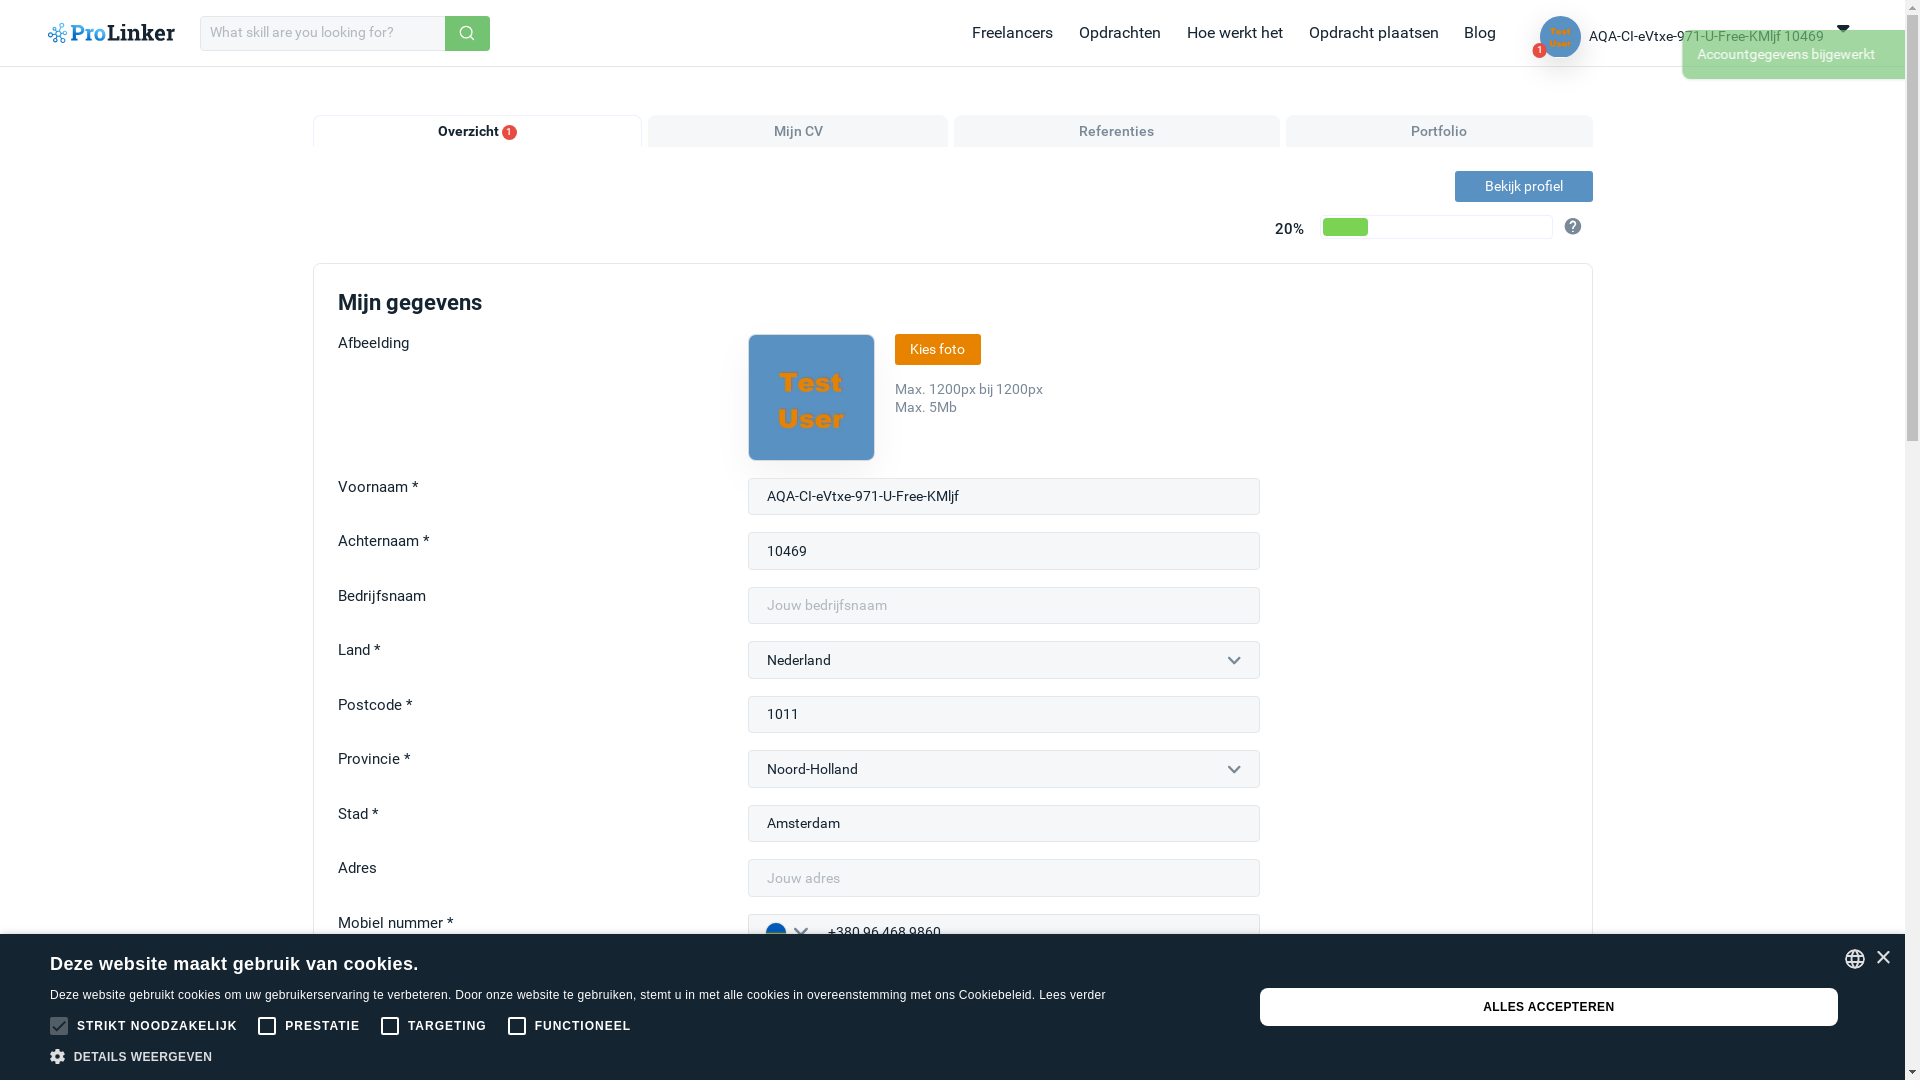 ProLinker
What skill are you looking for?
Freelancers
Opdrachten
Hoe werkt het
Opdracht plaatsen
Blog
Test
User
1
AQA-CI-eVtxe-971-U-Free-KMljf 10469
Accountgegevens bijgewerkt
Overzicht 1
Mijn CV
Referenties
Portfolio
Bekijk profiel
20%
Mijn gegevens
Afbeelding
Test
User
Kies foto
Max. 1200px bij 1200px
Max. 5Mb
Voornaam *
AQA-CI-eVtxe-971-U-Free-KMljf
Achternaam *
10469
Bedrijfsnaam
Jouw bedrijfsnaam
Land *
Nederland
Postcode *
1011
Provincie *
Noord-Holland
Stad *
Amsterdam
Adres
Jouw adres
Mobiel nummer *
+380 96 468 9860
Deze website maakt gebruik van cookies.
Deze website gebruikt cookies om uw gebruikerservaring te verbeteren. Door onze website te gebruiken, stemt u in met alle cookies in overeenstemming met ons Cookiebeleid. Lees verder
STRIKT NOODZAKELIJK
PRESTATIE
TARGETING
FUNCTIONEEL
DETAILS WEERGEVEN
ALLES ACCEPTEREN